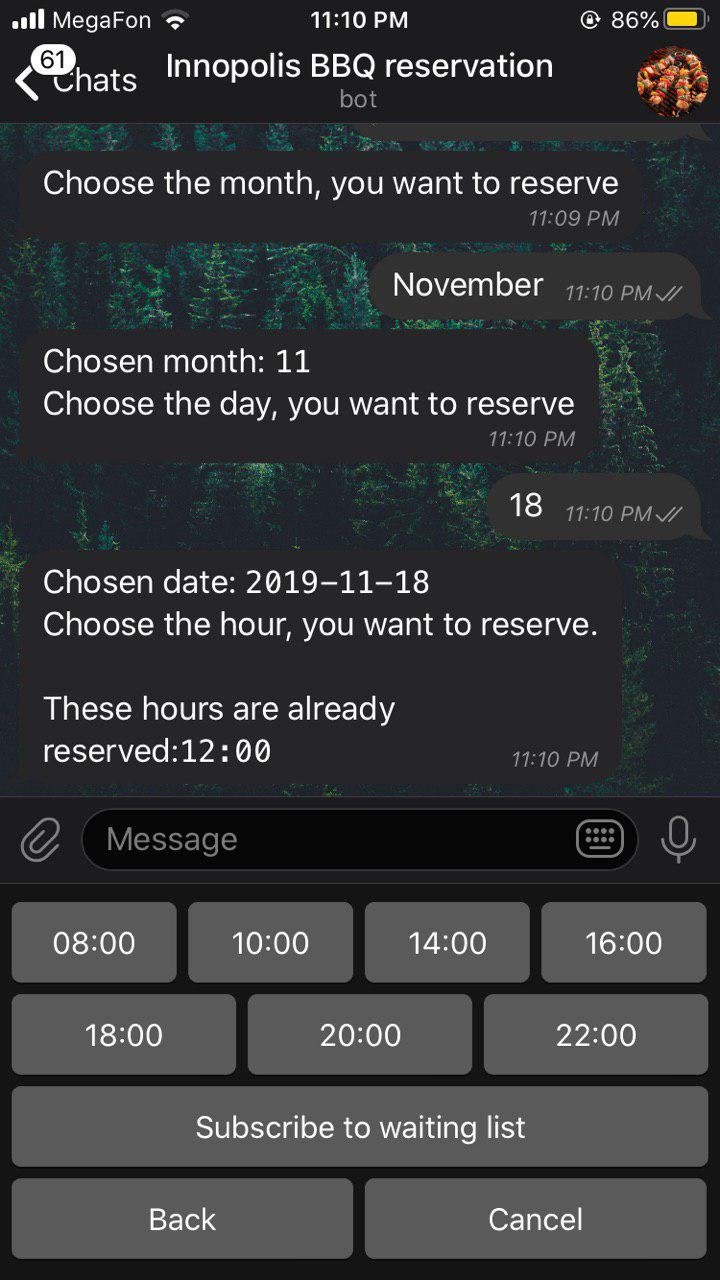 MegaFon 11:10 PM 86%
61
Chats Innopolis BBQ reservation
bot
Choose the month, you want to reserve
11:09 PM
November 11:10 PM
Chosen month: 11
Choose the day, you want to reserve
11:10 PM
18 11:10 PM
Chosen date: 2019-11-18
Choose the hour, you want to reserve.
These hours are already
reserved:12:00 11:10 PM
Message
08:00 10:00 14:00 16:00
18:00 20:00 22:00
Subscribe to waiting list
Back Cancel